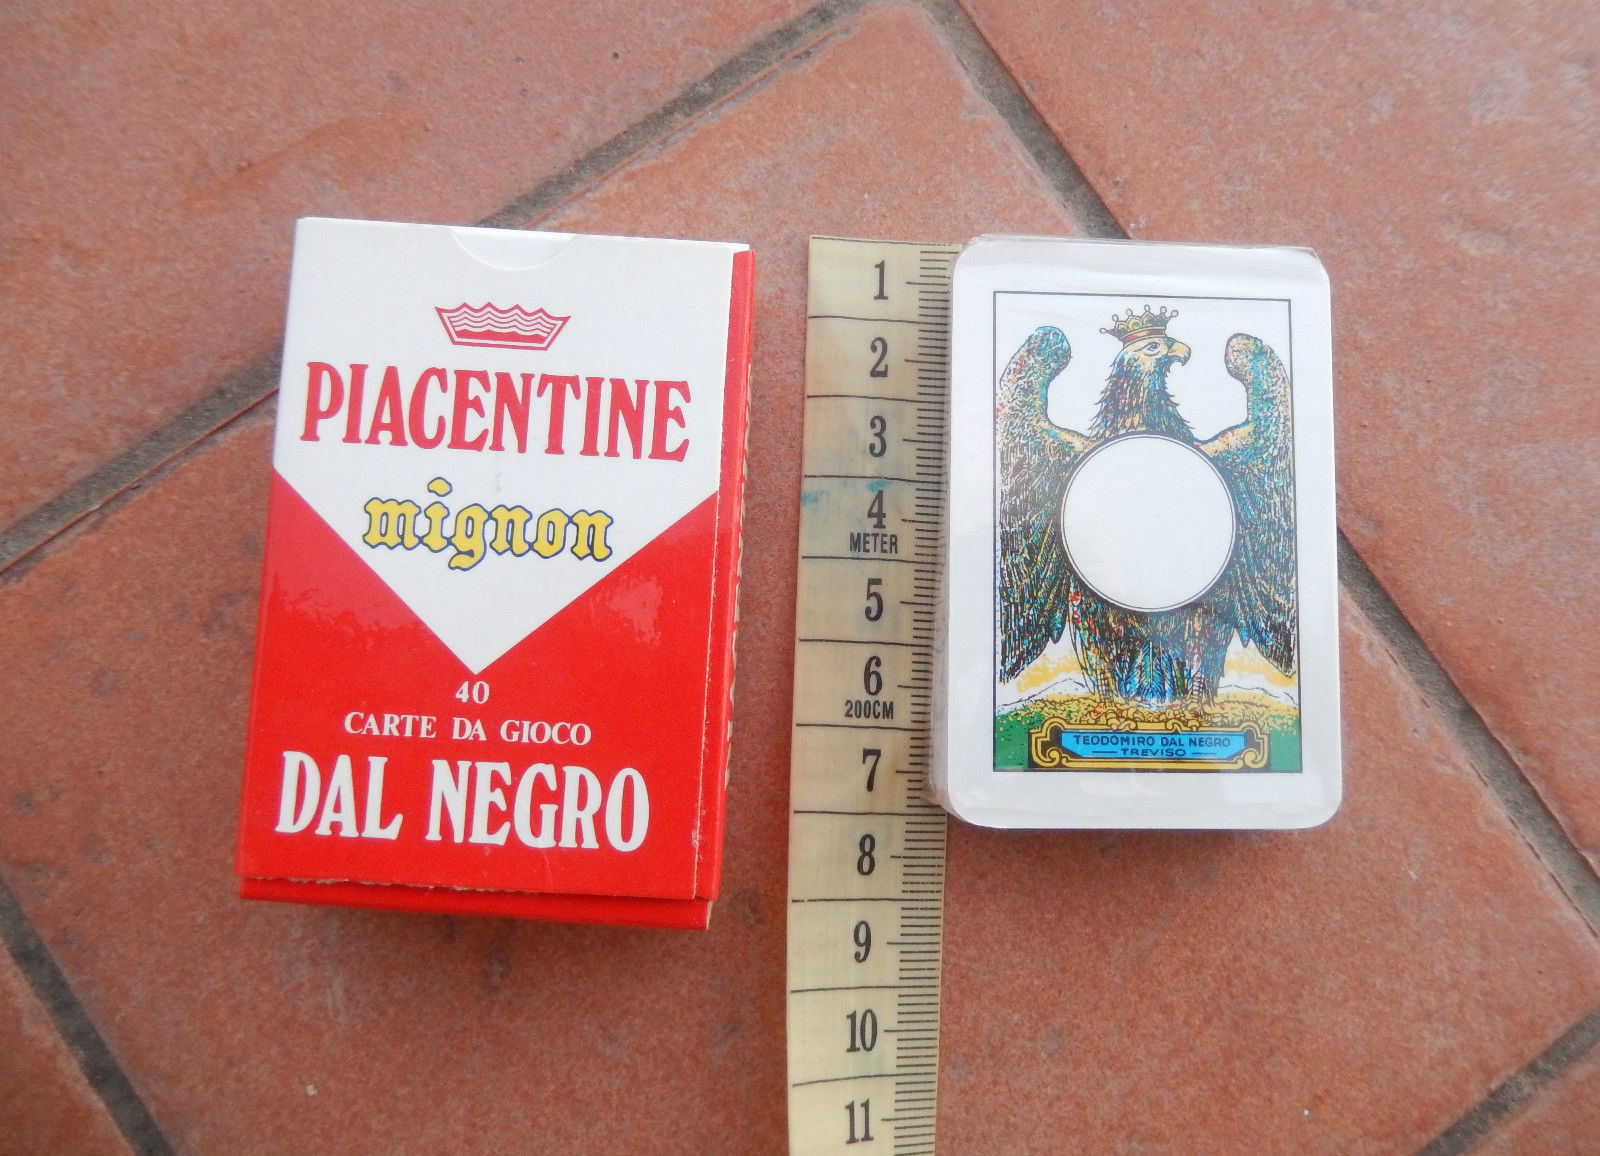 PIACENTINE
mignon
40
CARTE DA GIOCO
DAL NEGRO
1
2
3
4
METER
5
6
200CM
7
8
9
10
11
TEODOMIRO DAL NEGRO
TREVISO